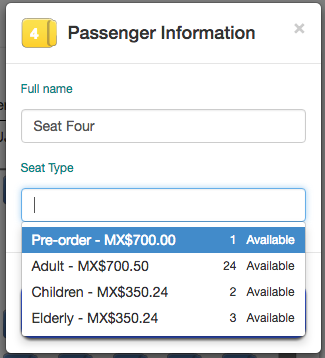 4 Passenger Information ×
Full name
Seat Four
Seat Type
Pre-order - MX$700.00 1 Available
Adult - MX$700.50 24 Available
Children - MX$350.24 2 Available
Elderly - MX$350.24 3 Available